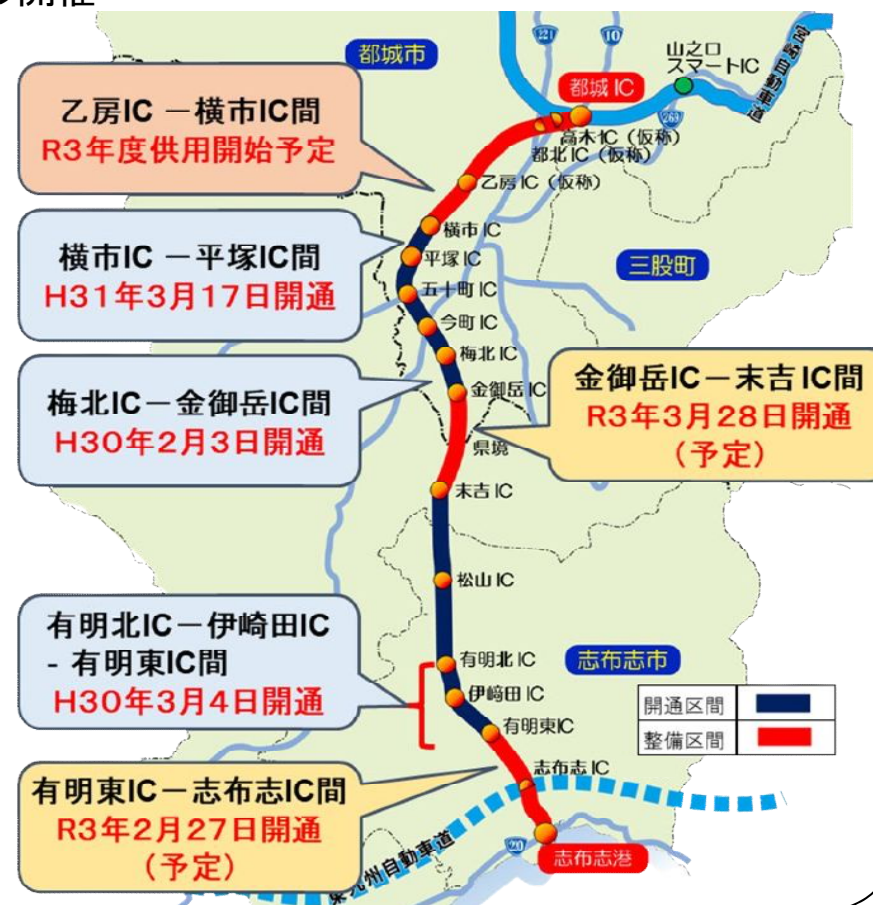 開催
都城市
221
10
山之口
スマートIC
宮崎自動車道
都城IC
269
高木IC(仮称)
都北IC(仮称)
乙房IC(仮称)
乙房IC-横市IC間
R3年度供用開始予定
横市IC
平塚IC
三股町
横市IC-平塚IC間
H31年3月17日開通
五十町IC
今町IC
梅北IC
金御岳IC
梅北IC-金御岳IC間
H30年2月3日開通
金御岳IC-末吉IC間
R3年3月28日開通
(予定)
県境
末吉IC
松山IC
有明北IC-伊崎田IC
- 有明東IC間
H30年3月4日開通
有明北IC
志布志市
伊﨑田IC
開通区間
有明東IC
整備区間
志布志IC
有明東IC-志布志IC間
R3年2月27日開通
(予定)
東九州自動車道
志布志港